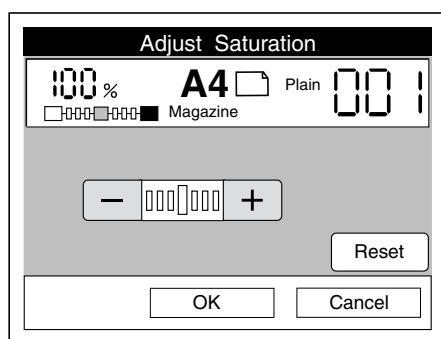 Adjust Saturation
100 % A4 Plain 001
Magazine
− +
Reset
OK Cancel